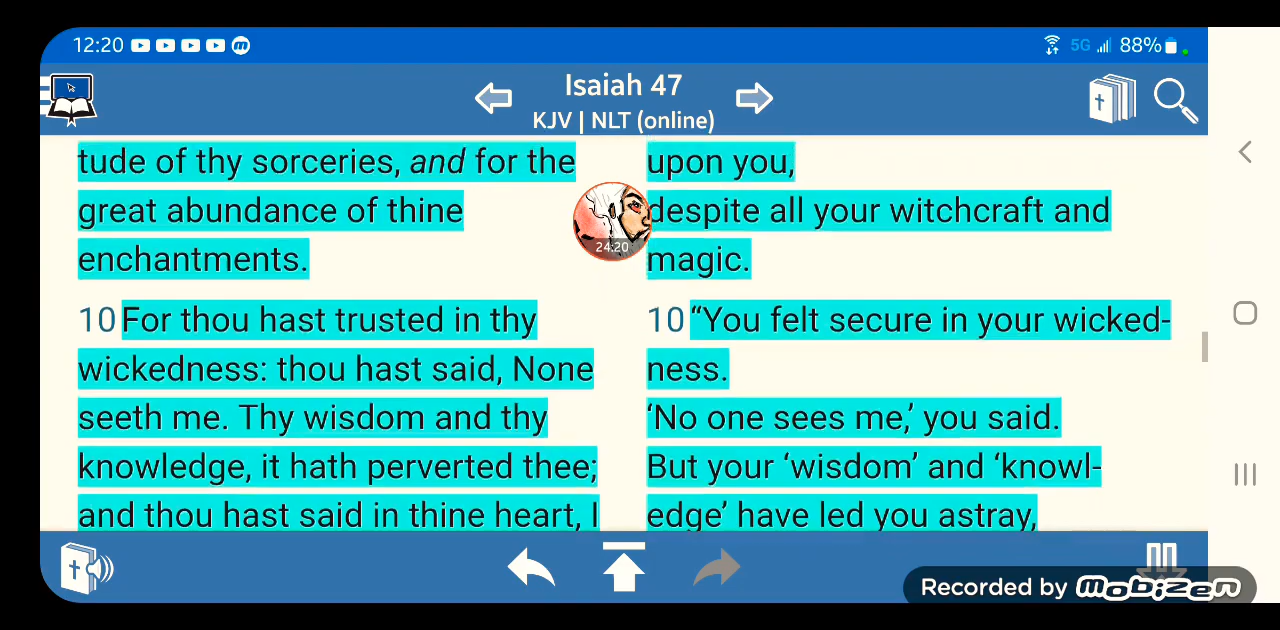 12:20
5G
88%
Isaiah 47
KJV | NLT (online)
tude of thy sorceries, and for the
great abundance of thine
enchantments.
10 For thou hast trusted in thy
wickedness: thou hast said, None
seeth me. Thy wisdom and thy
knowledge, it hath perverted thee;
and thou hast said in thine heart, I
upon you,
despite all your witchcraft and
magic.
10 “You felt secure in your wicked-
ness.
‘No one sees me,’ you said.
But your ‘wisdom’ and ‘knowl-
edge’ have led you astray,
24:20
Recorded by Mobizen